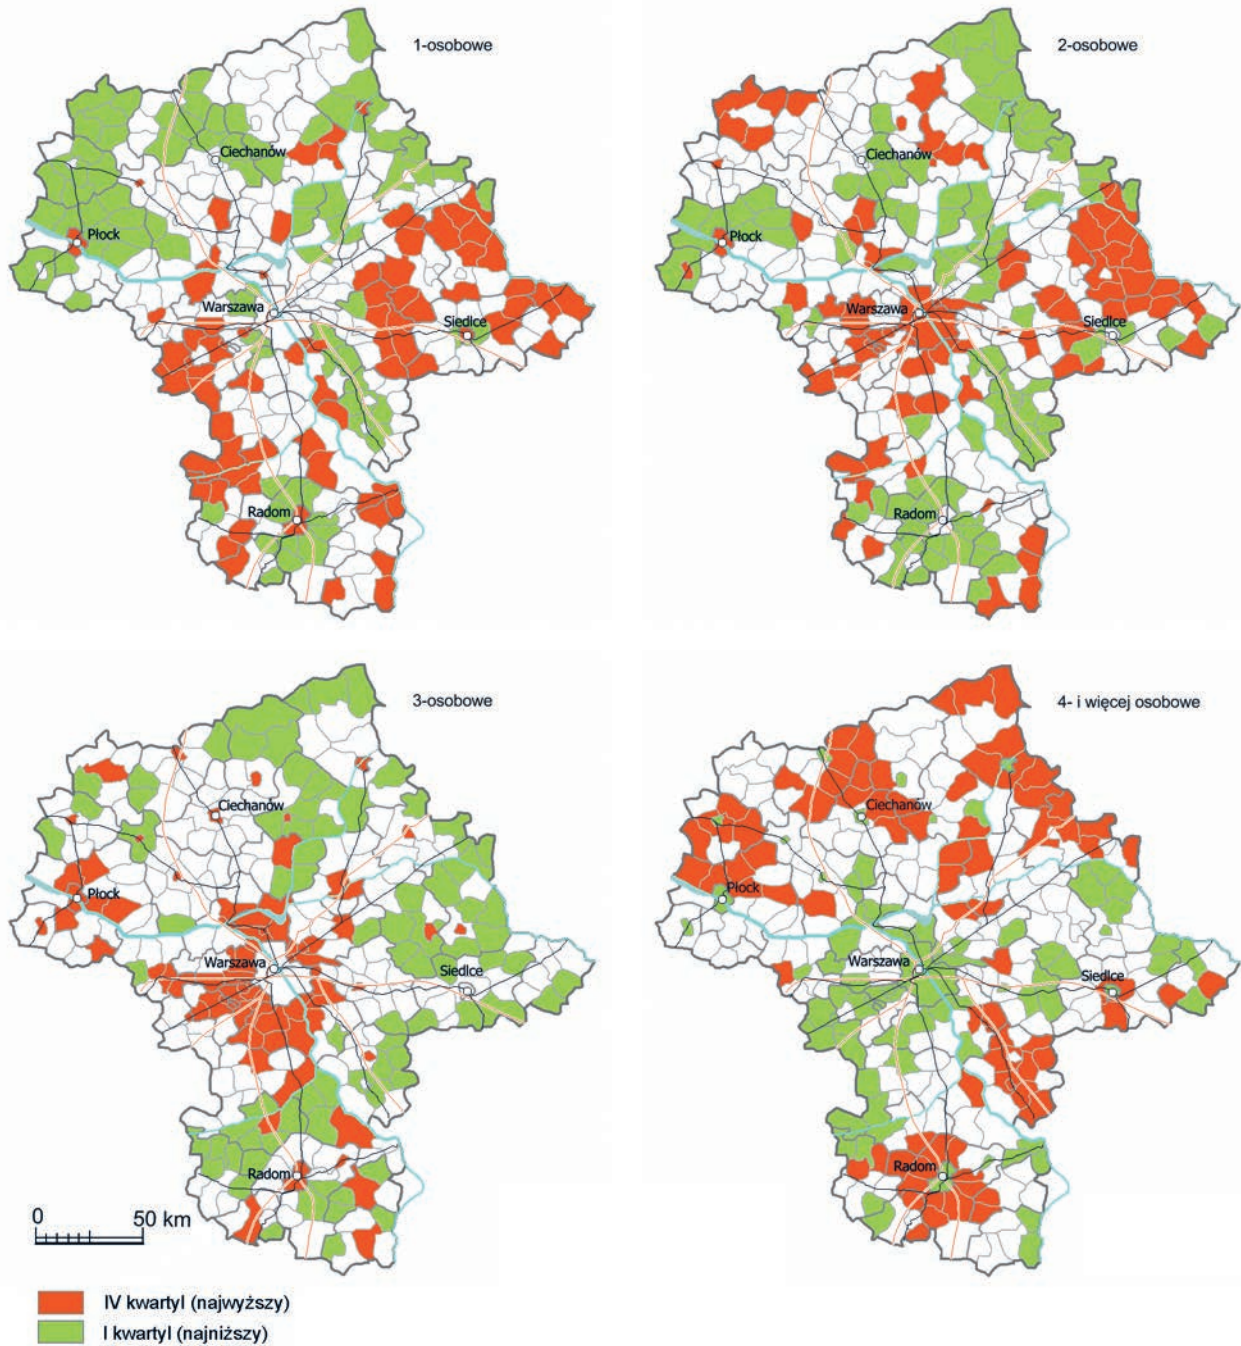 1-osobowe
2-osobowe
Ciechanów
Płock
Warszawa
Siedlce
Radom
Ciechanów
Płock
Warszawa
Siedlce
Radom
3-osobowe
4- i więcej osobowe
Ciechanów
Płock
Warszawa
Siedlce
Radom
Ciechanów
Płock
Warszawa
Siedlce
Radom
0 50 km
IV kwartyl (najwyższy)
I kwartyl (najniższy)